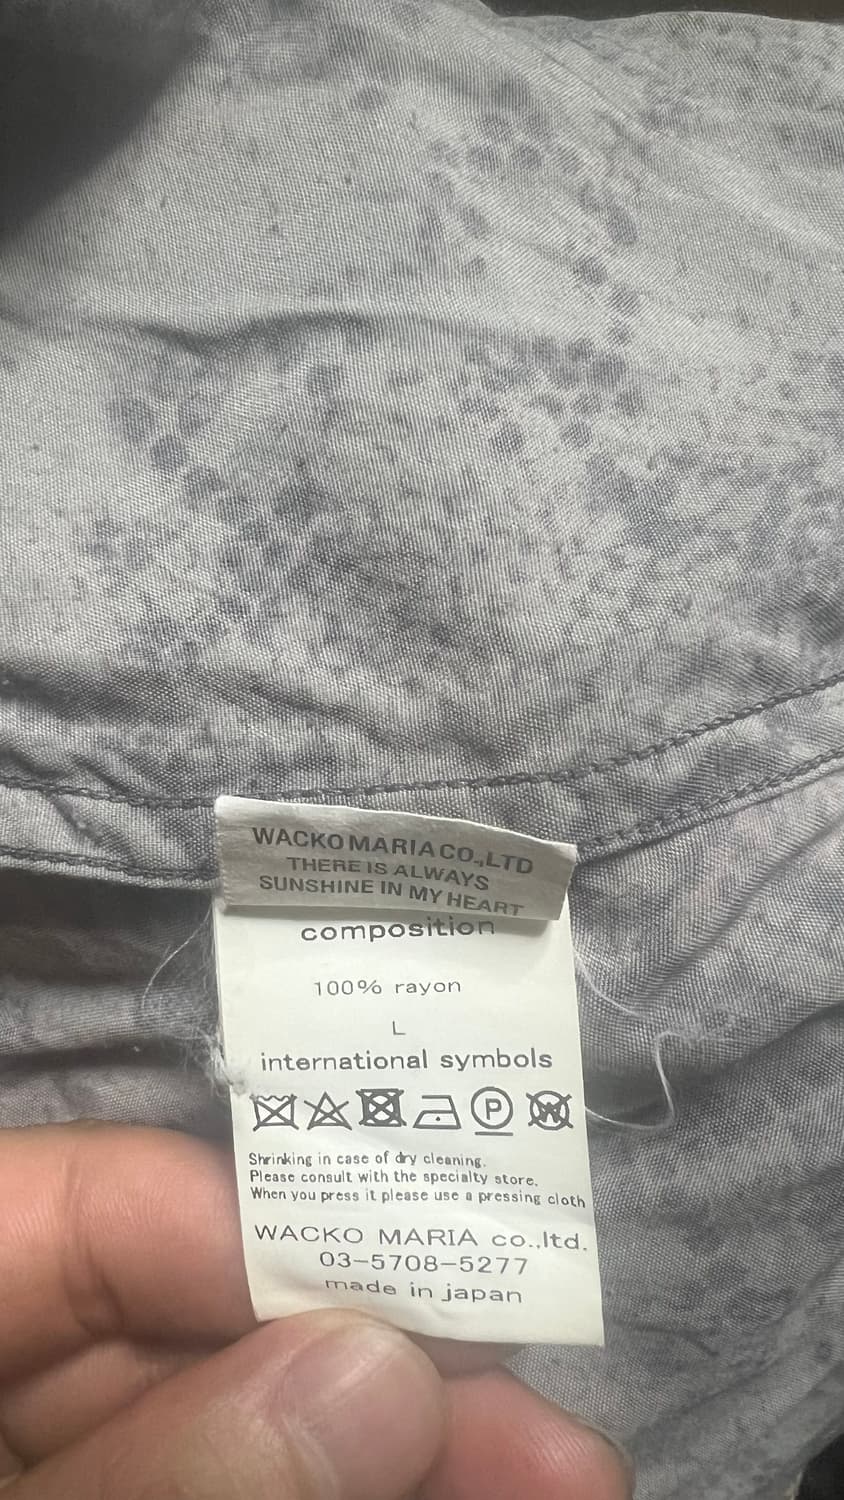 WACKO MARIA CO.,LTD
THERE IS ALWAYS
SUNSHINE IN MY HEART
composition
100% rayon
L
international symbols
P W
Shrinking in case of dry cleaning.
Please consult with the specialty store.
When you press it please use a pressing cloth
WACKO MARIA co.,ltd.
03-5708-5277
made in japan